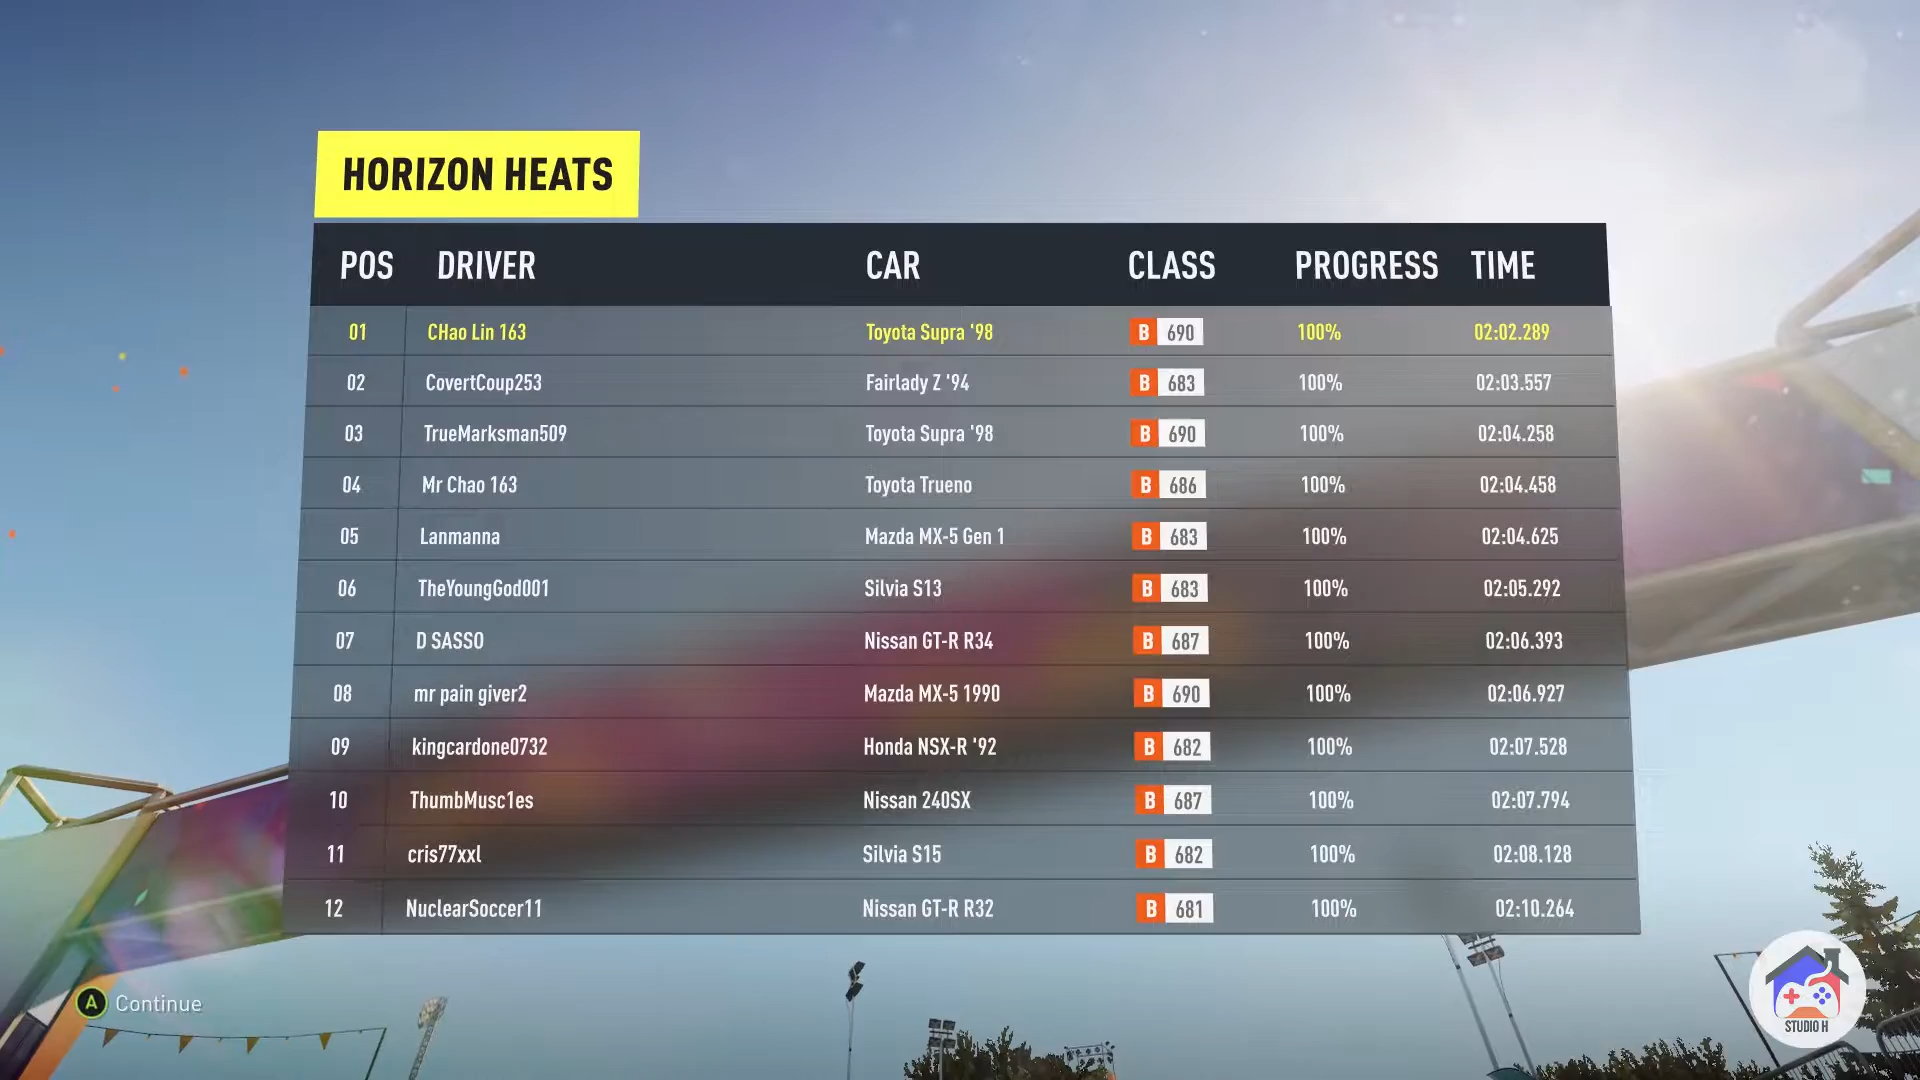 HORIZON HEATS
POS DRIVER CAR CLASS PROGRESS TIME
01 CHao Lin 163 Toyota Supra '98 B 690 100% 02:02.289
02 CovertCoup253 Fairlady Z '94 B 683 100% 02:03.557
03 TrueMarksman509 Toyota Supra '98 B 690 100% 02:04.258
04 Mr Chao 163 Toyota Trueno B 686 100% 02:04.458
05 Lanmanna Mazda MX-5 Gen 1 B 683 100% 02:04.625
06 TheYoungGod001 Silvia S13 B 683 100% 02:05.292
07 D SASSO Nissan GT-R R34 B 687 100% 02:06.393
08 mr pain giver2 Mazda MX-5 1990 B 690 100% 02:06.927
09 kingcardone0732 Honda NSX-R '92 B 682 100% 02:07.528
10 ThumbMusc1es Nissan 240SX B 687 100% 02:07.794
11 cris77xxl Silvia S15 B 682 100% 02:08.128
12 NuclearSoccer11 Nissan GT-R R32 B 681 100% 02:10.264
A Continue
STUDIO H